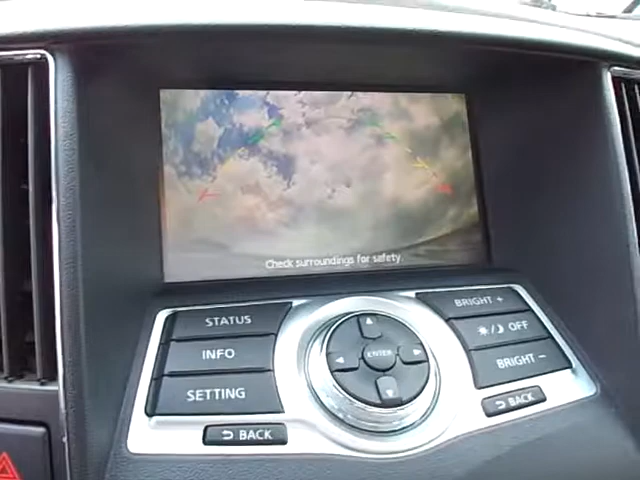 Check surroundings for safety
STATUS
BRIGHT +
INFO
ENTER
OFF
SETTING
BRIGHT −
BACK
BACK